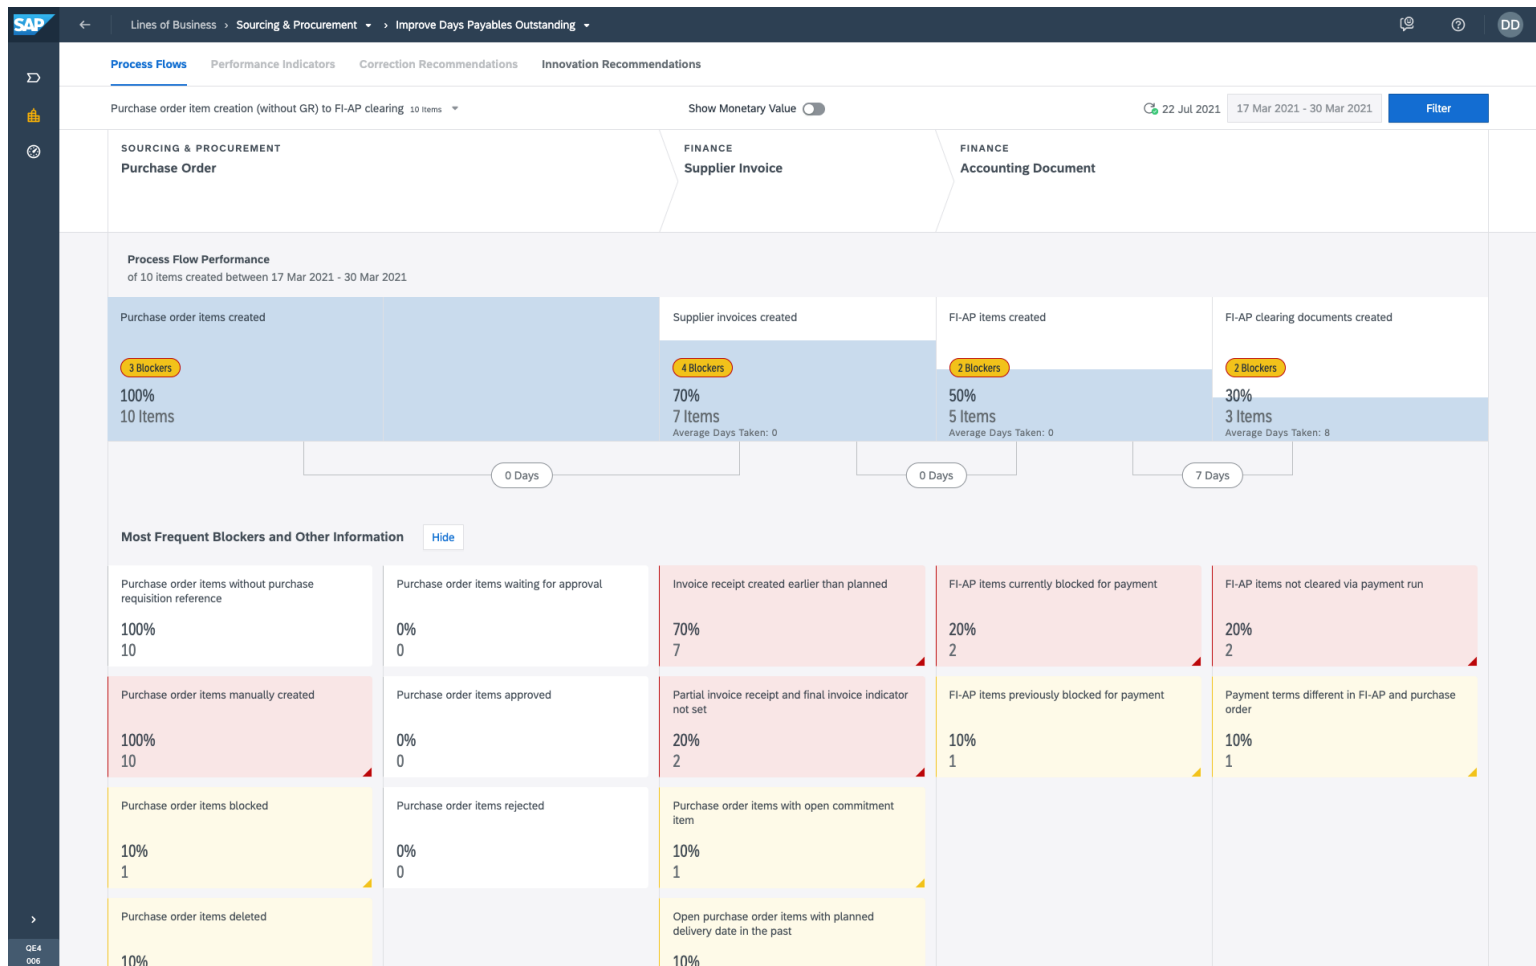 SAP
Lines of Business › Sourcing & Procurement › Improve Days Payables Outstanding
DD
Process Flows Performance Indicators Correction Recommendations Innovation Recommendations
Purchase order item creation (without GR) to FI-AP clearing 10 Items
Show Monetary Value
22 Jul 2021
17 Mar 2021 - 30 Mar 2021
Filter
SOURCING & PROCUREMENT
Purchase Order
FINANCE
Supplier Invoice
FINANCE
Accounting Document
Process Flow Performance
of 10 items created between 17 Mar 2021 - 30 Mar 2021
Purchase order items created
3 Blockers
100%
10 Items
Supplier invoices created
4 Blockers
70%
7 Items
Average Days Taken: 0
FI-AP items created
2 Blockers
50%
5 Items
Average Days Taken: 0
FI-AP clearing documents created
2 Blockers
30%
3 Items
Average Days Taken: 8
0 Days
0 Days
7 Days
Most Frequent Blockers and Other Information
Hide
Purchase order items without purchase
requisition reference
100%
10
Purchase order items waiting for approval
0%
0
Invoice receipt created earlier than planned
70%
7
FI-AP items currently blocked for payment
20%
2
FI-AP items not cleared via payment run
20%
2
Purchase order items manually created
100%
10
Purchase order items approved
0%
0
Partial invoice receipt and final invoice indicator
not set
20%
2
FI-AP items previously blocked for payment
10%
1
Payment terms different in FI-AP and purchase
order
10%
1
Purchase order items blocked
10%
1
Purchase order items rejected
0%
0
Purchase order items with open commitment
item
10%
1
Purchase order items deleted
10%
Open purchase order items with planned
delivery date in the past
10%
QE4
006